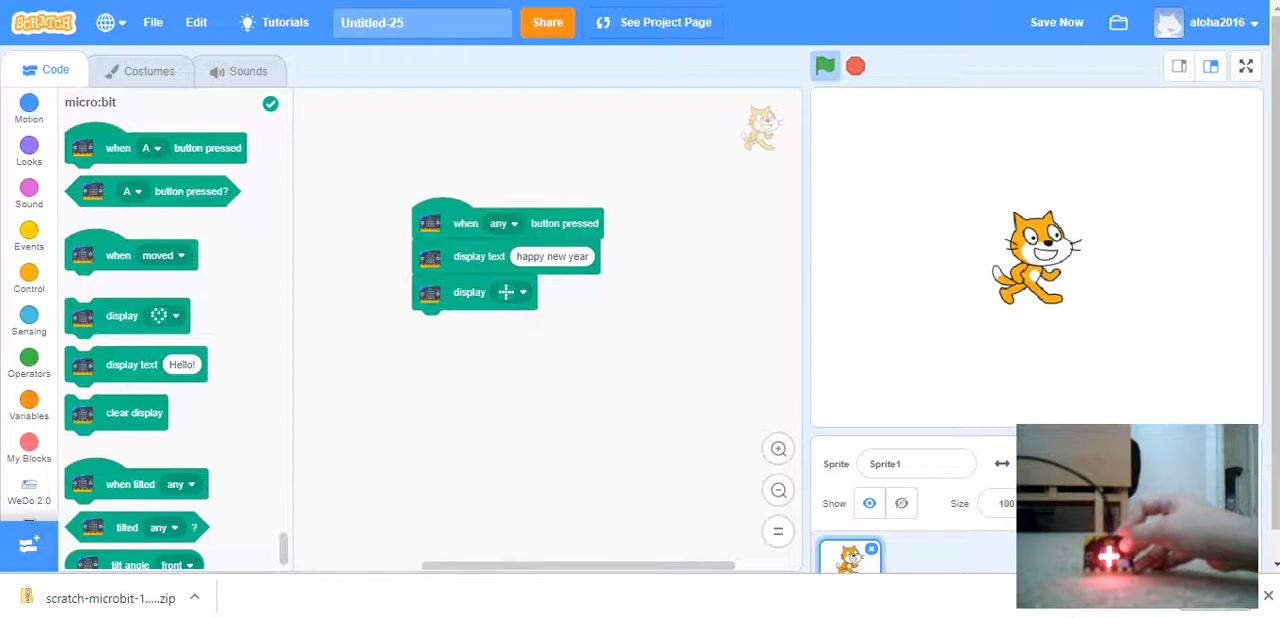 SCRATCH File Edit Tutorials Untitled-25 Share See Project Page Save Now aloha2016
Code Costumes Sounds
Motion
Looks
Sound
Events
Control
Sensing
Operators
Variables
My Blocks
WeDo 2.0
micro:bit
when A button pressed
A button pressed?
when moved
display
display text Hello!
clear display
when tilted any
tilted any ?
tilt angle front
when any button pressed
display text happy new year
display
Sprite Sprite1
Show Size 100
scratch-microbit-1.....zip